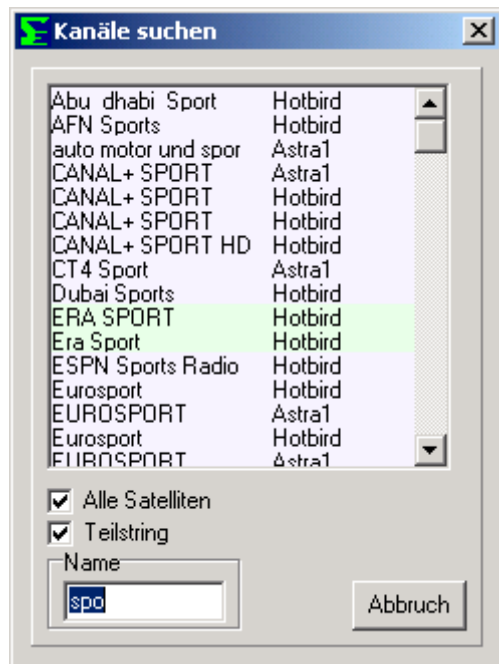 Kanäle suchen
Abu dhabi Sport Hotbird
AFN Sports Hotbird
auto motor und spor Astra1
CANAL+ SPORT Astra1
CANAL+ SPORT Hotbird
CANAL+ SPORT Hotbird
CANAL+ SPORT HD Hotbird
CT4 Sport Astra1
Dubai Sports Hotbird
ERA SPORT Hotbird
Era Sport Hotbird
ESPN Sports Radio Hotbird
Eurosport Hotbird
EUROSPORT Astra1
Eurosport Hotbird
EUROSPORT Astra1
Alle Satelliten
Teilstring
Name
spo
Abbruch